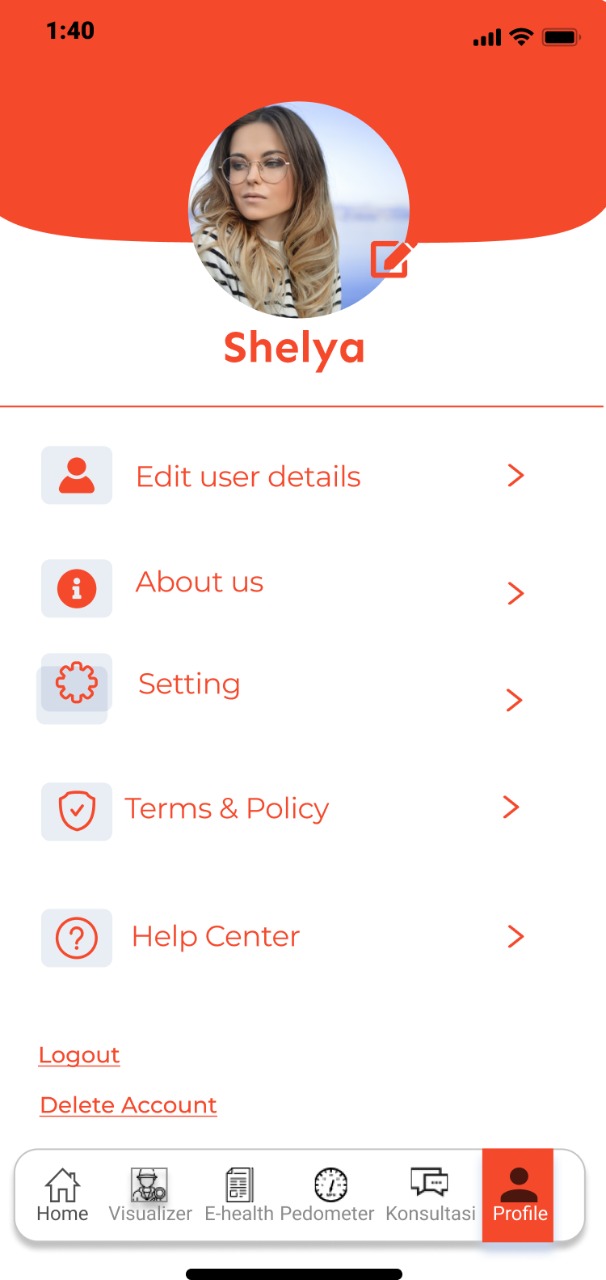 1:40
Shelya
Edit user details
About us
Setting
Terms & Policy
Help Center
Logout
Delete Account
Home Visualizer E-health Pedometer Konsultasi Profile